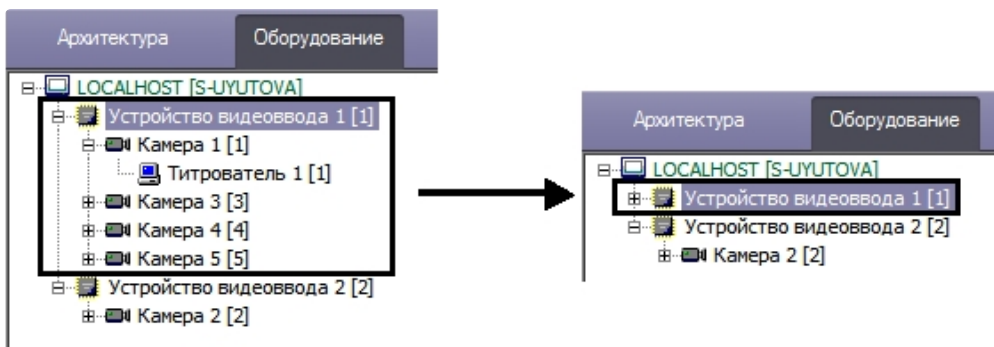 Архитектура Оборудование
LOCALHOST [S-UYUTOVA]
Устройство видеоввода 1 [1]
Камера 1 [1]
Титрователь 1 [1]
Камера 3 [3]
Камера 4 [4]
Камера 5 [5]
Устройство видеоввода 2 [2]
Камера 2 [2]
Архитектура Оборудование
LOCALHOST [S-UYUTOVA]
Устройство видеоввода 1 [1]
Устройство видеоввода 2 [2]
Камера 2 [2]